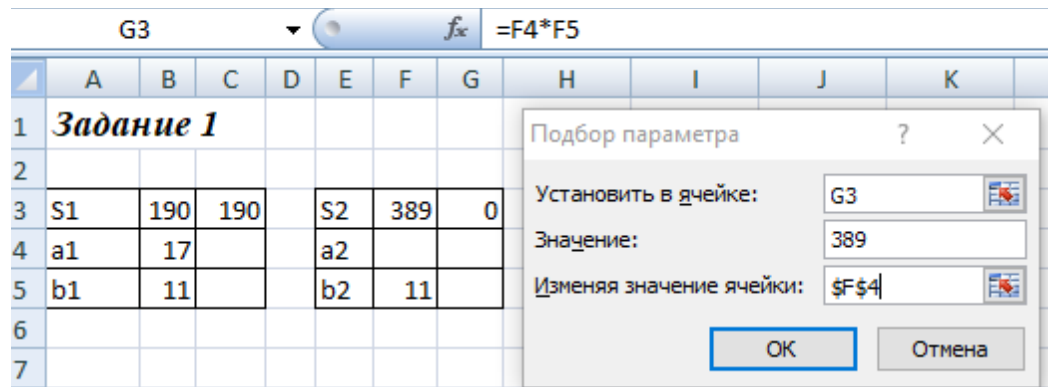 G3 fx =F4*F5
A B C D E F G H I J K
1 Задание 1
2
3 S1 190 190 S2 389 0
4 a1 17 a2
5 b1 11 b2 11
6
7
Подбор параметра ? ×
Установить в ячейке: G3
Значение: 389
Изменяя значение ячейки: $F$4
ОК Отмена